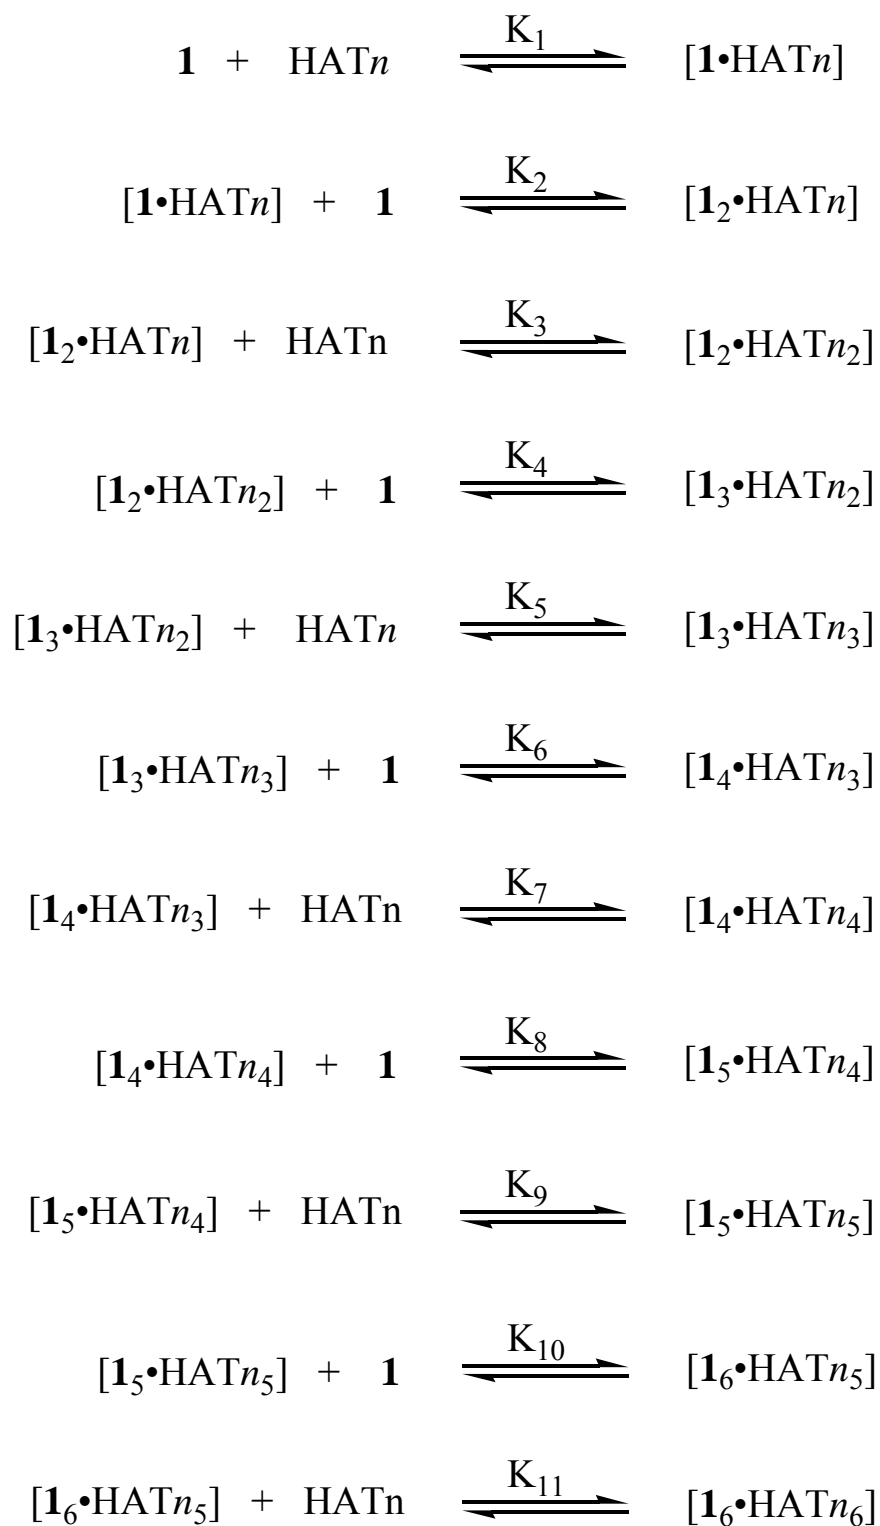 1 + HATn K₁ [1•HATn]
[1•HATn] + 1 K₂ [1₂•HATn]
[1₂•HATn] + HATn K₃ [1₂•HATn₂]
[1₂•HATn₂] + 1 K₄ [1₃•HATn₂]
[1₃•HATn₂] + HATn K₅ [1₃•HATn₃]
[1₃•HATn₃] + 1 K₆ [1₄•HATn₃]
[1₄•HATn₃] + HATn K₇ [1₄•HATn₄]
[1₄•HATn₄] + 1 K₈ [1₅•HATn₄]
[1₅•HATn₄] + HATn K₉ [1₅•HATn₅]
[1₅•HATn₅] + 1 K₁₀ [1₆•HATn₅]
[1₆•HATn₅] + HATn K₁₁ [1₆•HATn₆]